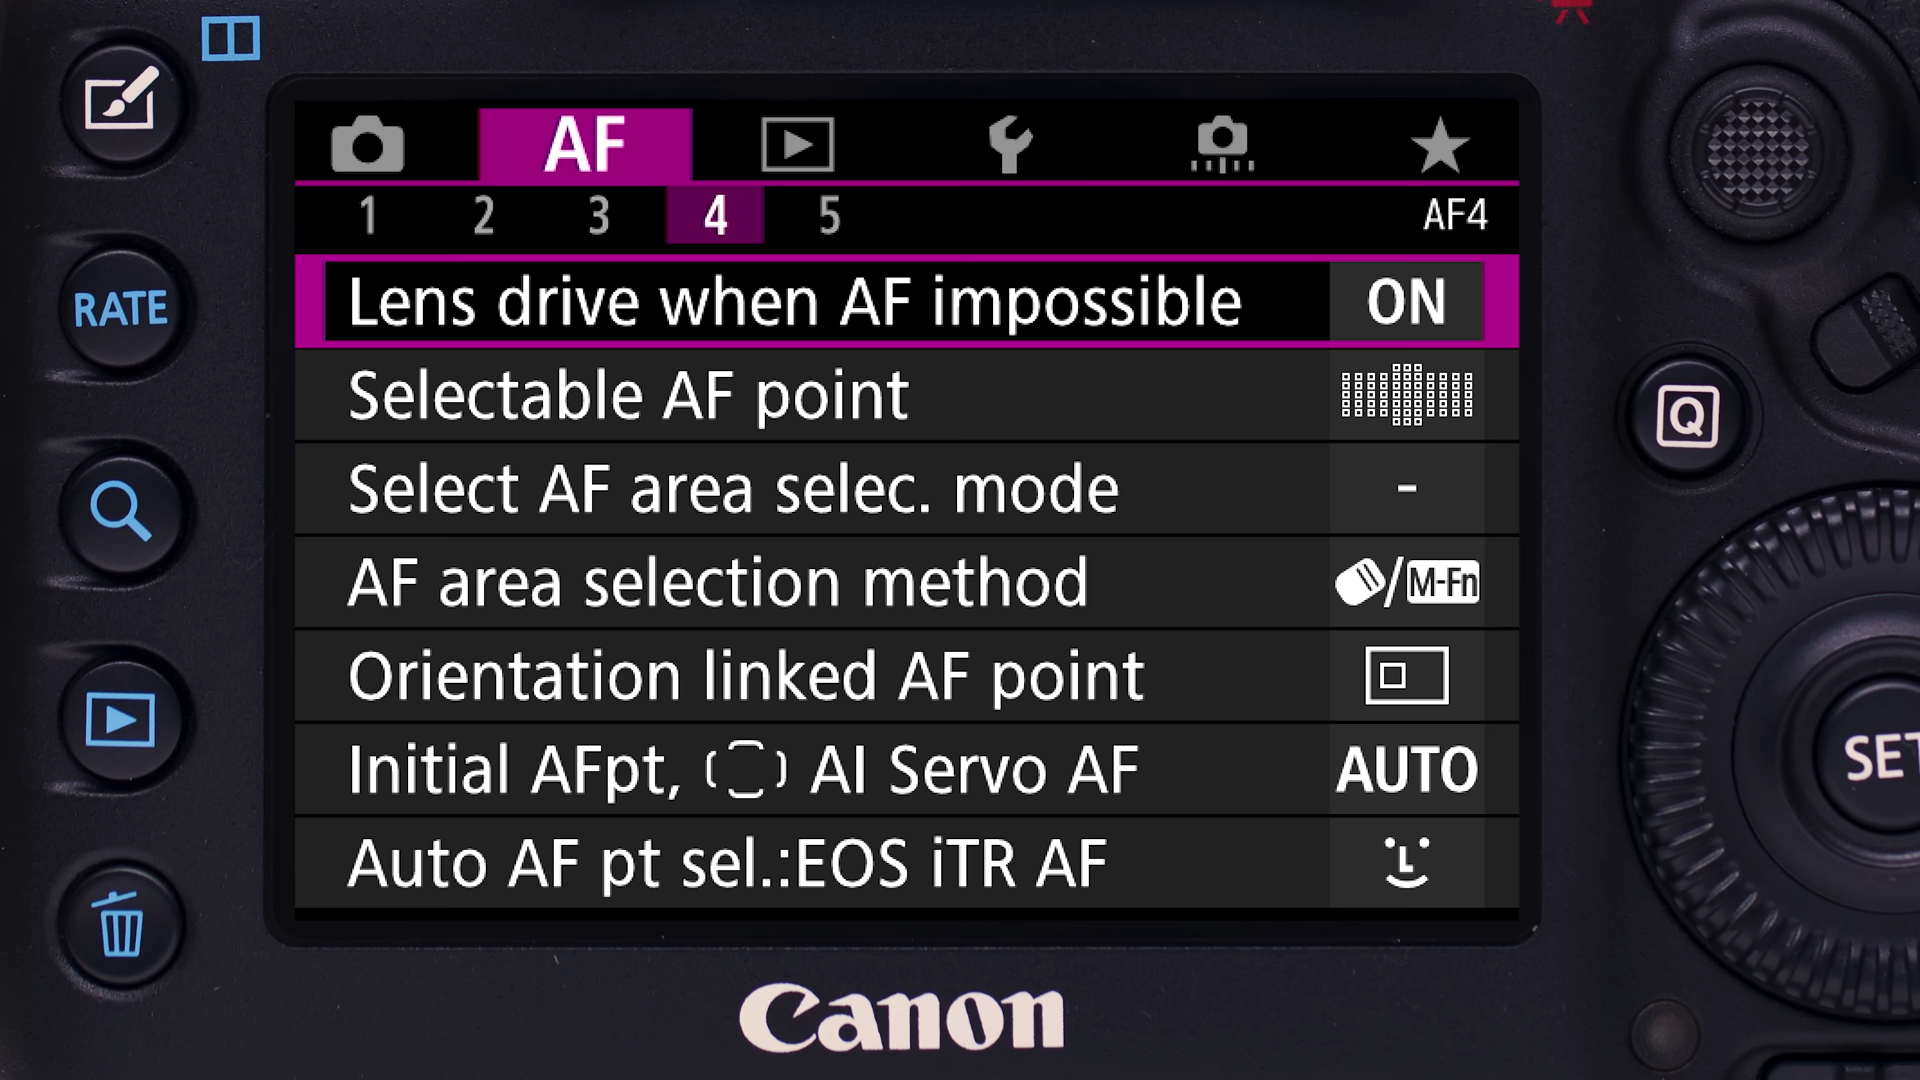 AF
1 2 3 4 5 AF4
Lens drive when AF impossible ON
Selectable AF point
Select AF area selec. mode -
AF area selection method /M-Fn
Orientation linked AF point
Initial AFpt, AI Servo AF AUTO
Auto AF pt sel.:EOS iTR AF
RATE
Q
SET
Canon